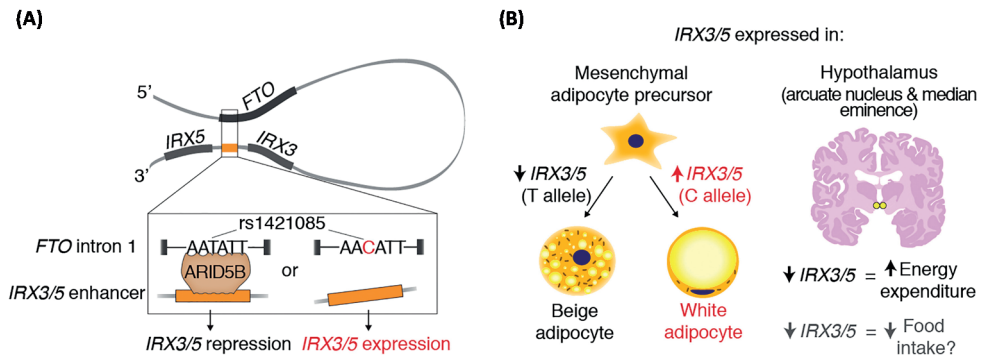 (A)
5'
FTO
IRX5
IRX3
3'
rs1421085
FTO intron 1
AATATT
AACATT
ARID5B
or
IRX3/5 enhancer
IRX3/5 repression
IRX3/5 expression
(B)
IRX3/5 expressed in:
Mesenchymal
adipocyte precursor
IRX3/5
(T allele)
IRX3/5
(C allele)
Beige
adipocyte
White
adipocyte
Hypothalamus
(arcuate nucleus & median
eminence)
IRX3/5 = Energy
expenditure
IRX3/5 = Food
intake?